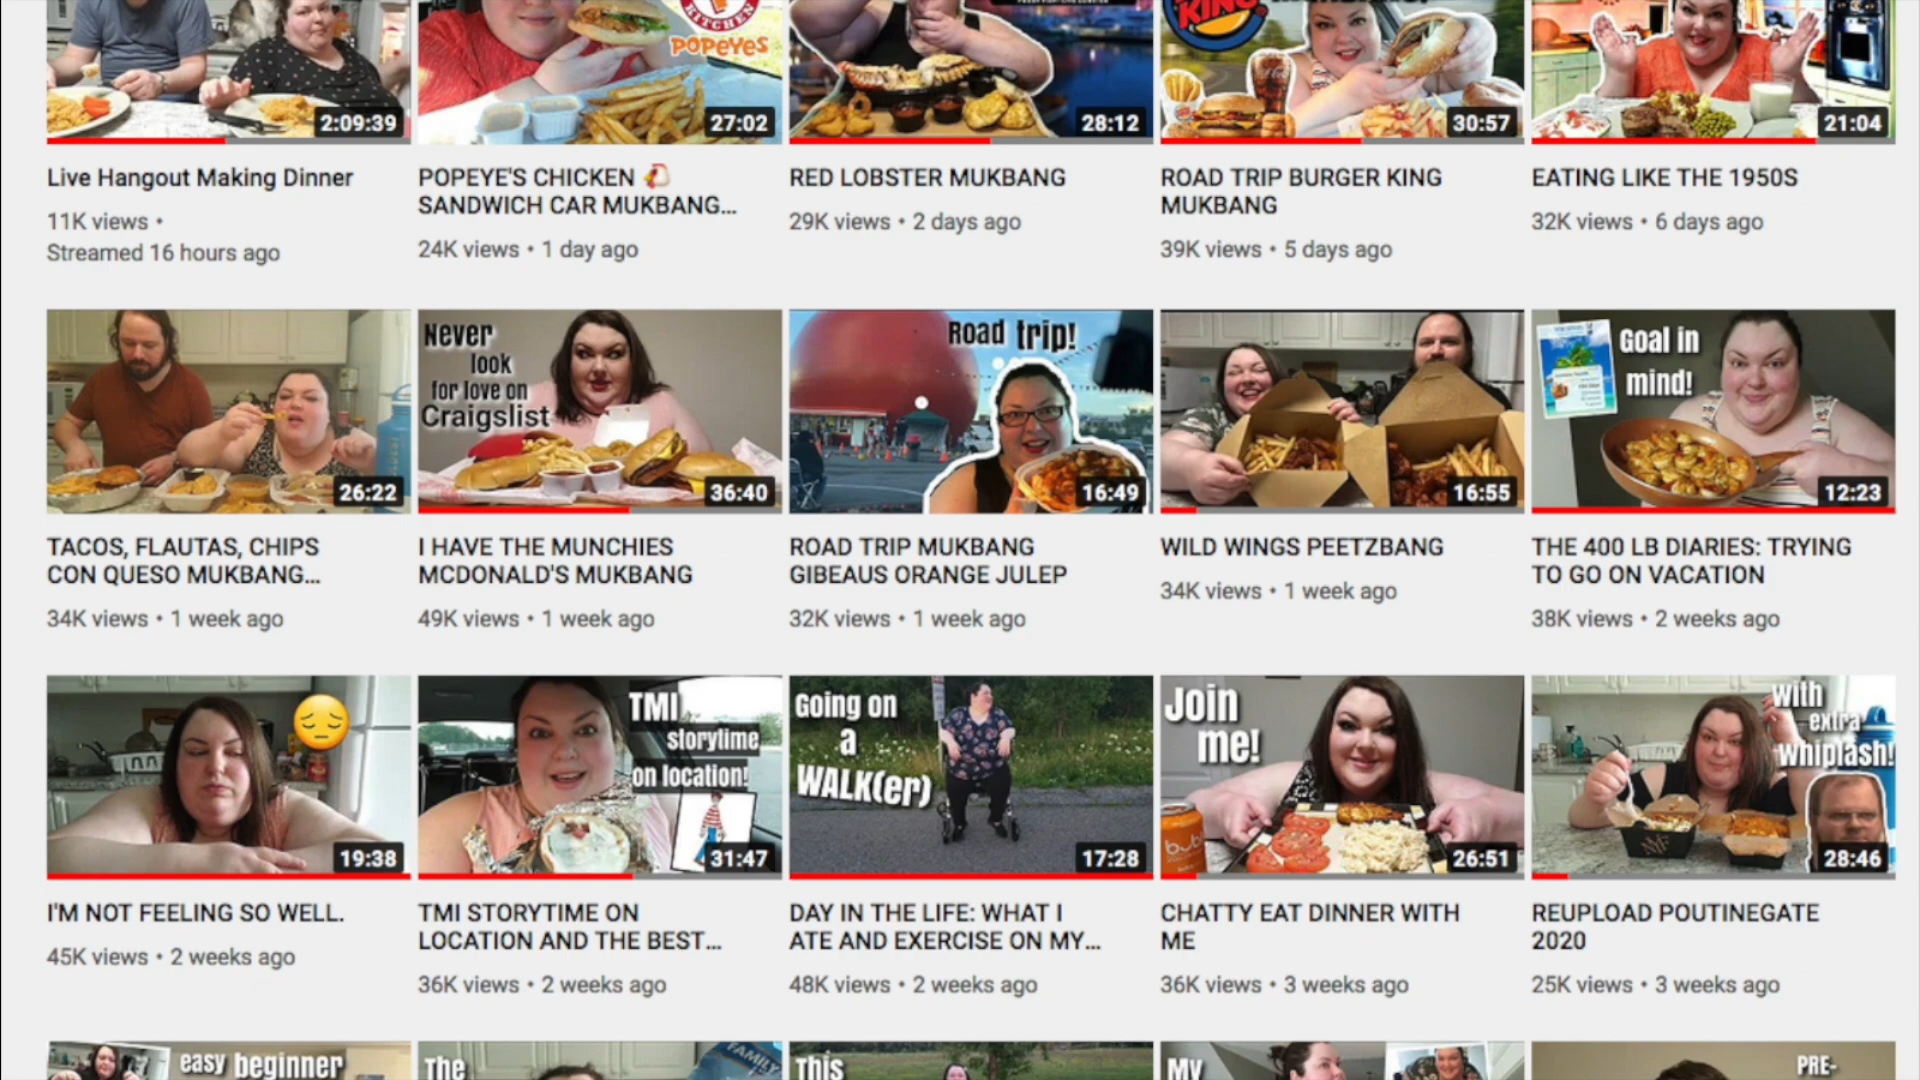 KITCHEN
POPEYES
KING
2:09:39
27:02
28:12
30:57
21:04
Live Hangout Making Dinner
11K views •
Streamed 16 hours ago
POPEYE'S CHICKEN
SANDWICH CAR MUKBANG...
24K views • 1 day ago
RED LOBSTER MUKBANG
29K views • 2 days ago
ROAD TRIP BURGER KING
MUKBANG
39K views • 5 days ago
EATING LIKE THE 1950S
32K views • 6 days ago
26:22
Never
look
for love on
Craigslist
36:40
Road trip!
16:49
16:55
Goal in
mind!
12:23
TACOS, FLAUTAS, CHIPS
CON QUESO MUKBANG...
34K views • 1 week ago
I HAVE THE MUNCHIES
MCDONALD'S MUKBANG
49K views • 1 week ago
ROAD TRIP MUKBANG
GIBEAUS ORANGE JULEP
32K views • 1 week ago
WILD WINGS PEETZBANG
34K views • 1 week ago
THE 400 LB DIARIES: TRYING
TO GO ON VACATION
38K views • 2 weeks ago
19:38
TMI
storytime
on location!
31:47
Going on
a
WALK(er)
17:28
Join
me!
bubl
26:51
with
extra
whiplash!
28:46
I'M NOT FEELING SO WELL.
45K views • 2 weeks ago
TMI STORYTIME ON
LOCATION AND THE BEST...
36K views • 2 weeks ago
DAY IN THE LIFE: WHAT I
ATE AND EXERCISE ON MY...
48K views • 2 weeks ago
CHATTY EAT DINNER WITH
ME
36K views • 3 weeks ago
REUPLOAD POUTINEGATE
2020
25K views • 3 weeks ago
easy beginner
The
FAMILY
This
My
PRE-